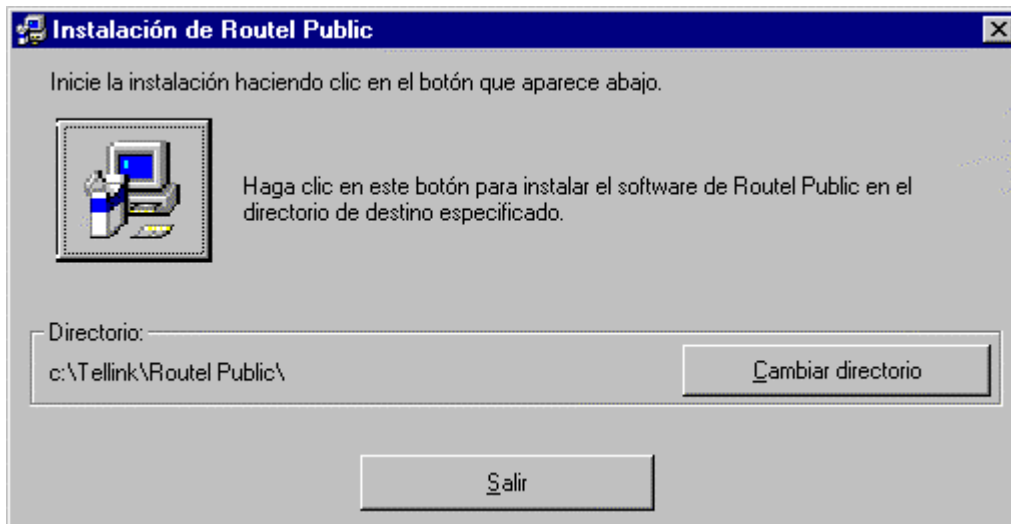 Instalación de Routel Public
Inicie la instalación haciendo clic en el botón que aparece abajo.
Haga clic en este botón para instalar el software de Routel Public en el
directorio de destino especificado.
Directorio:
c:\Tellink\Routel Public\
Cambiar directorio
Salir